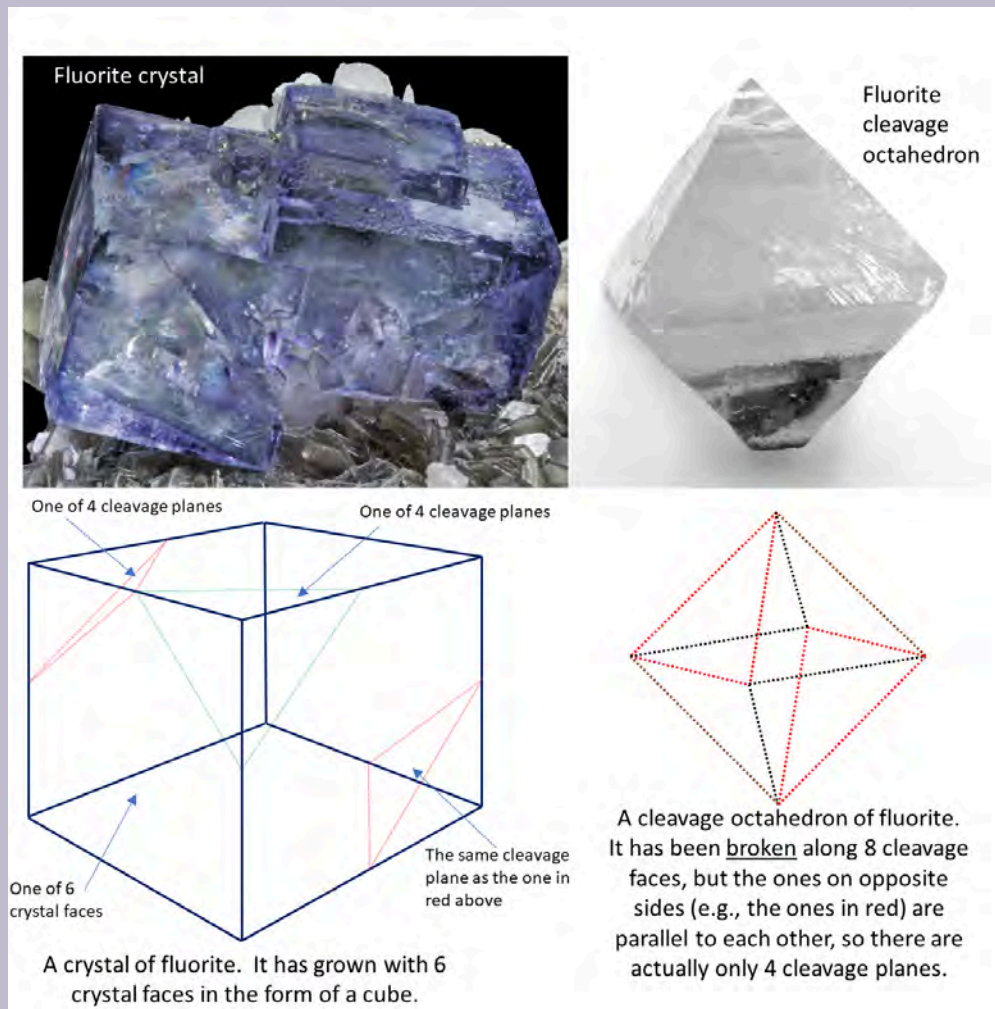 Fluorite crystal
Fluorite
cleavage
octahedron
One of 4 cleavage planes
One of 4 cleavage planes
One of 6
crystal faces
The same cleavage
plane as the one in
red above
A crystal of fluorite. It has grown with 6
crystal faces in the form of a cube.
A cleavage octahedron of fluorite.
It has been broken along 8 cleavage
faces, but the ones on opposite
sides (e.g., the ones in red) are
parallel to each other, so there are
actually only 4 cleavage planes.